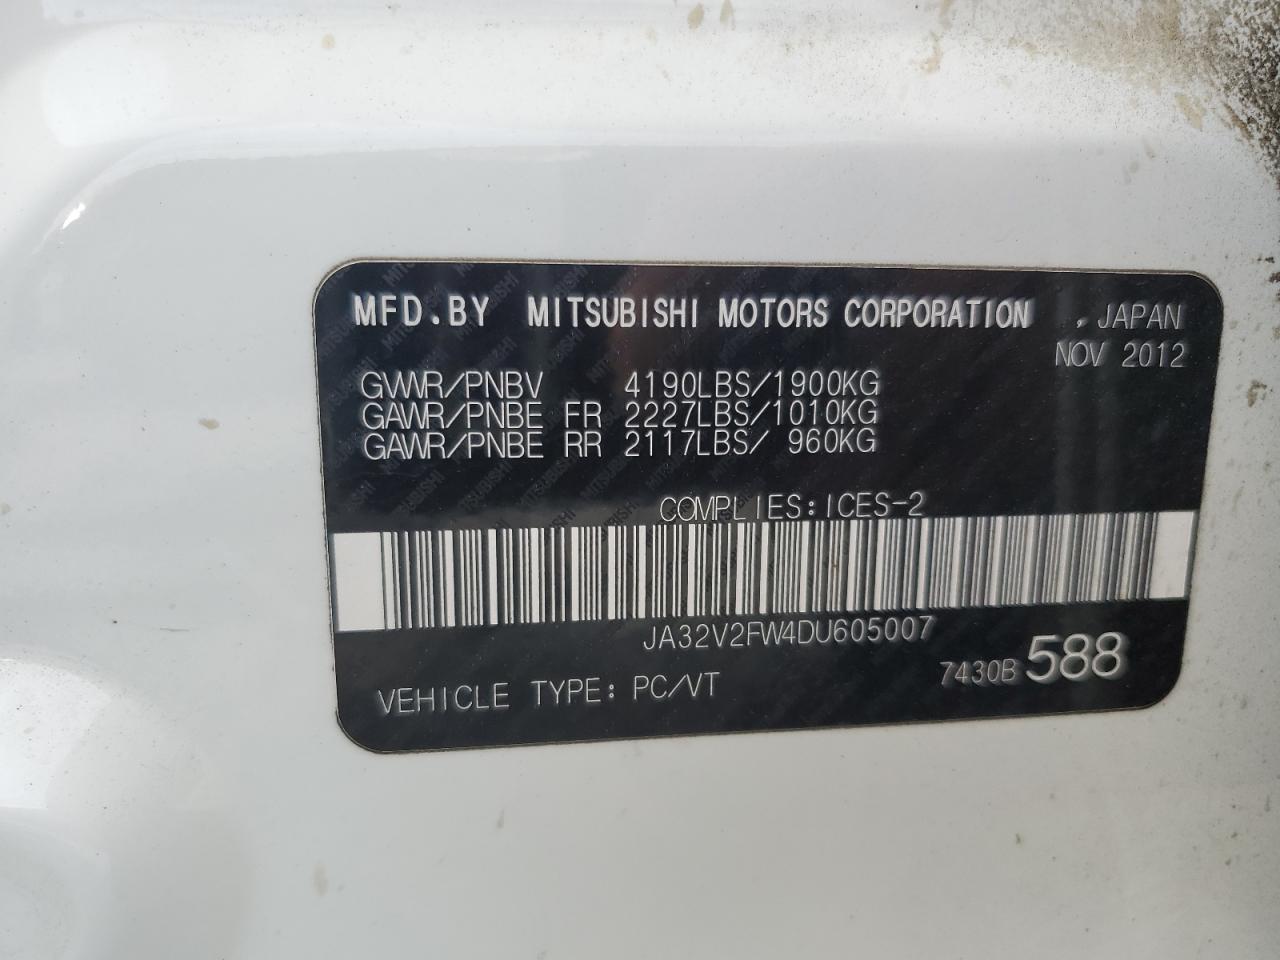 MFD.BY MITSUBISHI MOTORS CORPORATION , JAPAN
NOV 2012
GVWR/PNBV 4190LBS/1900KG
GAWR/PNBE FR 2227LBS/1010KG
GAWR/PNBE RR 2117LBS/ 960KG
COMPLIES:ICES-2
JA32V2FW4DU605007
7430B 588
VEHICLE TYPE: PC/VT